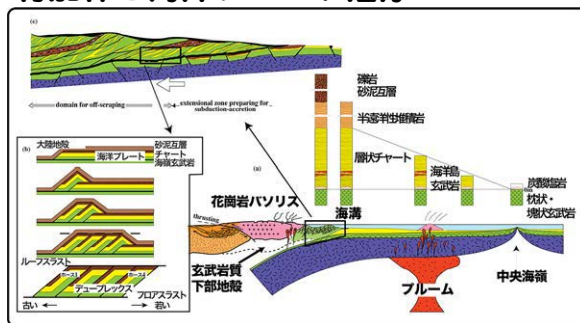 (c)
domain for off-scraping
extensional zone preparing for
subduction-accretion
礫岩
砂泥互層
半遠洋性堆積岩
層状チャート
海洋島
玄武岩
炭酸塩岩
枕状・
塊状玄武岩
(b)
大陸地殻
海洋プレート
砂泥互層
チャート
海嶺玄武岩
ルーフスラスト
ホース
デュープレックス
フロアスラスト
古い
若い
(a)
花崗岩バソリス
海溝
thrusting
玄武岩質
下部地殻
プルーム
中央海嶺